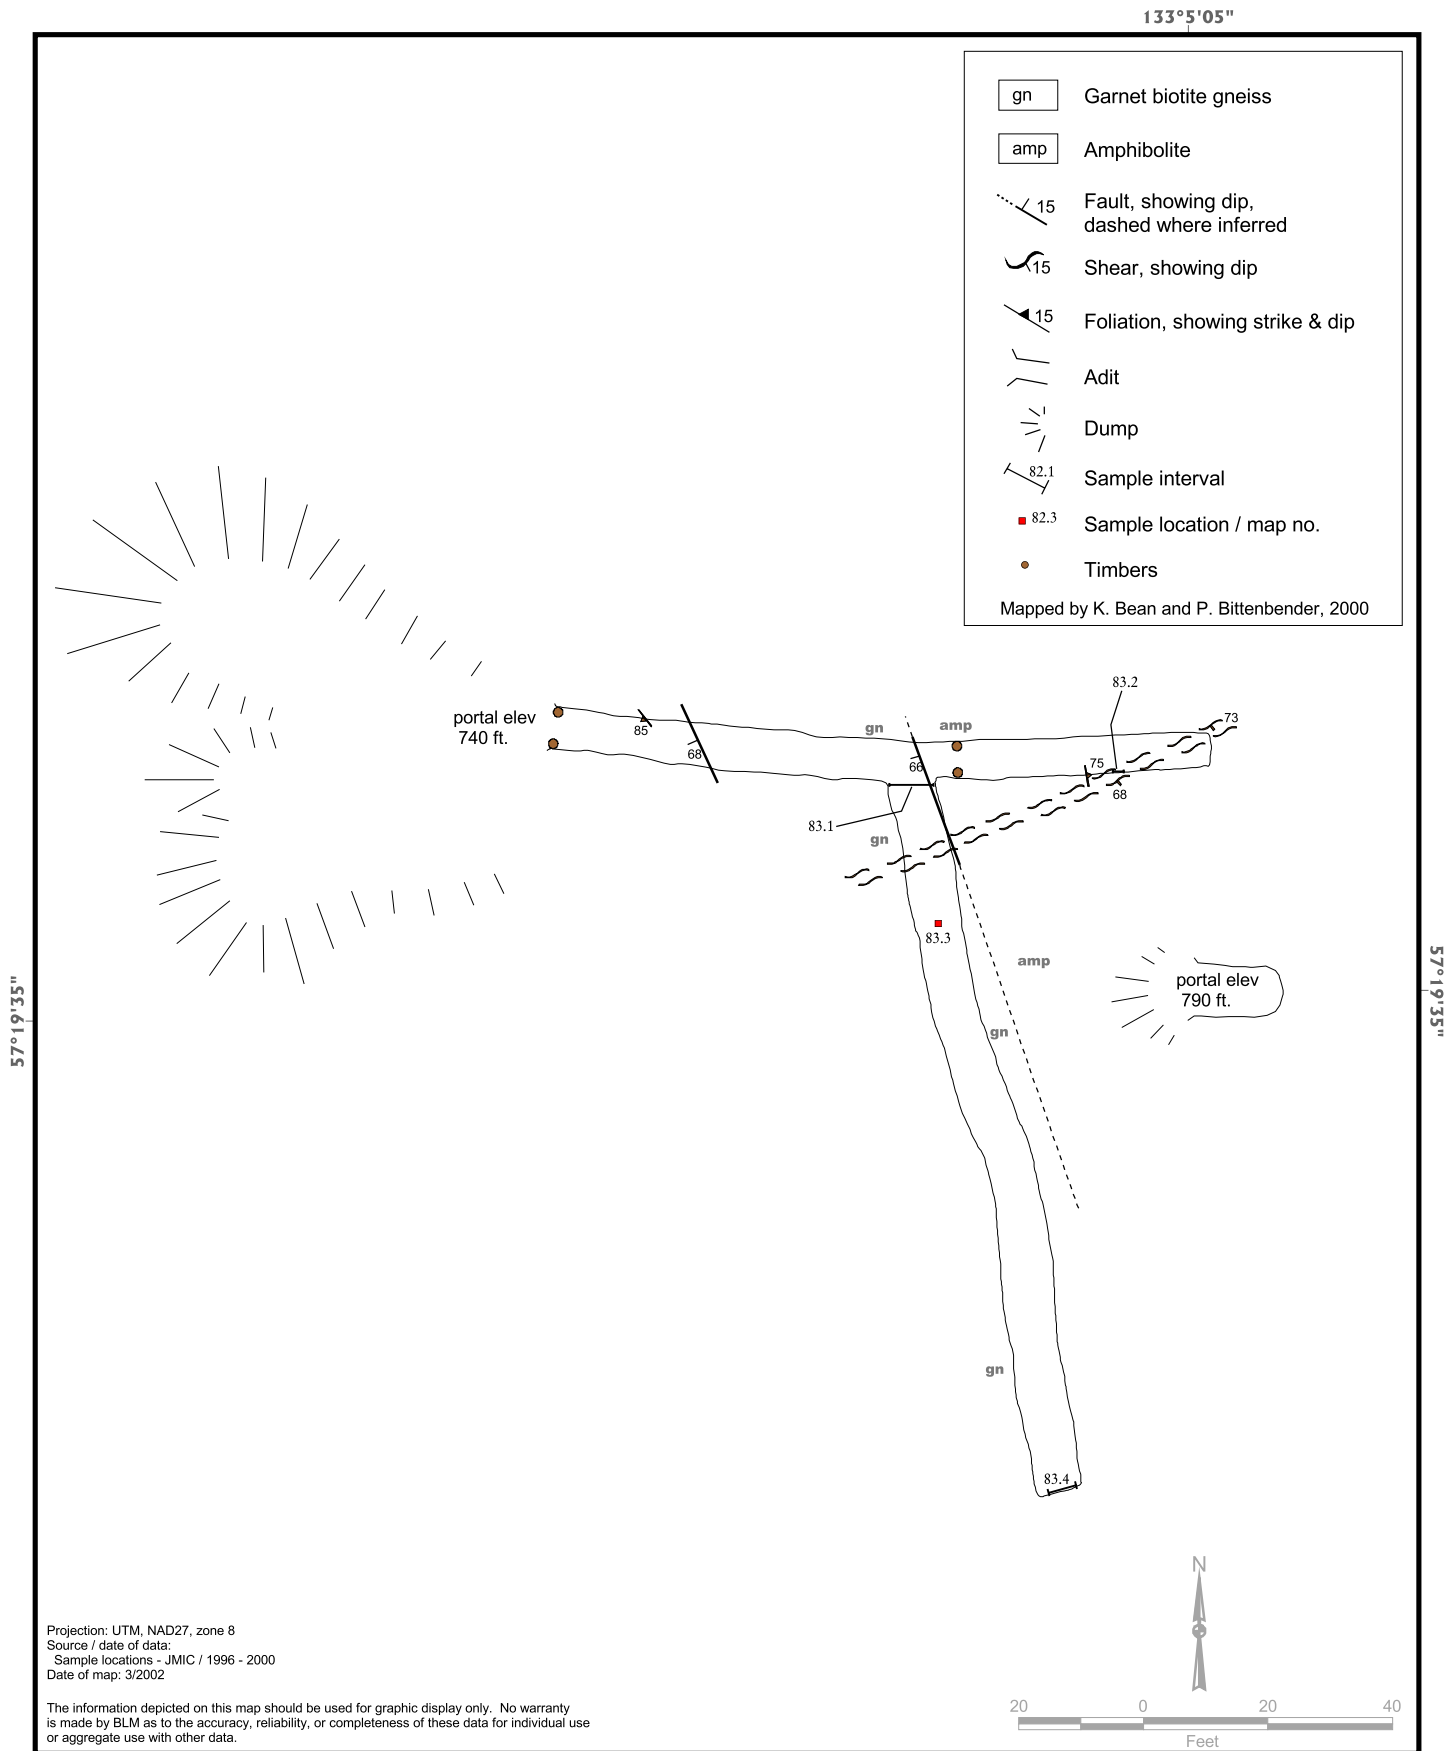 133°5'05"
gn Garnet biotite gneiss
amp Amphibolite
15 Fault, showing dip,
dashed where inferred
15 Shear, showing dip
15 Foliation, showing strike & dip
Adit
Dump
82.1 Sample interval
82.3 Sample location / map no.
Timbers
Mapped by K. Bean and P. Bittenbender, 2000
83.2
portal elev
740 ft.
85
68
gn
amp
66
73
75
68
83.1
gn
83.3
amp
portal elev
790 ft.
57°19'35"
57°19'35"
gn
gn
83.4
N
Projection: UTM, NAD27, zone 8
Source / date of data:
Sample locations - JMIC / 1996 - 2000
Date of map: 3/2002
The information depicted on this map should be used for graphic display only. No warranty
is made by BLM as to the accuracy, reliability, or completeness of these data for individual use
or aggregate use with other data.
20 0 20 40
Feet